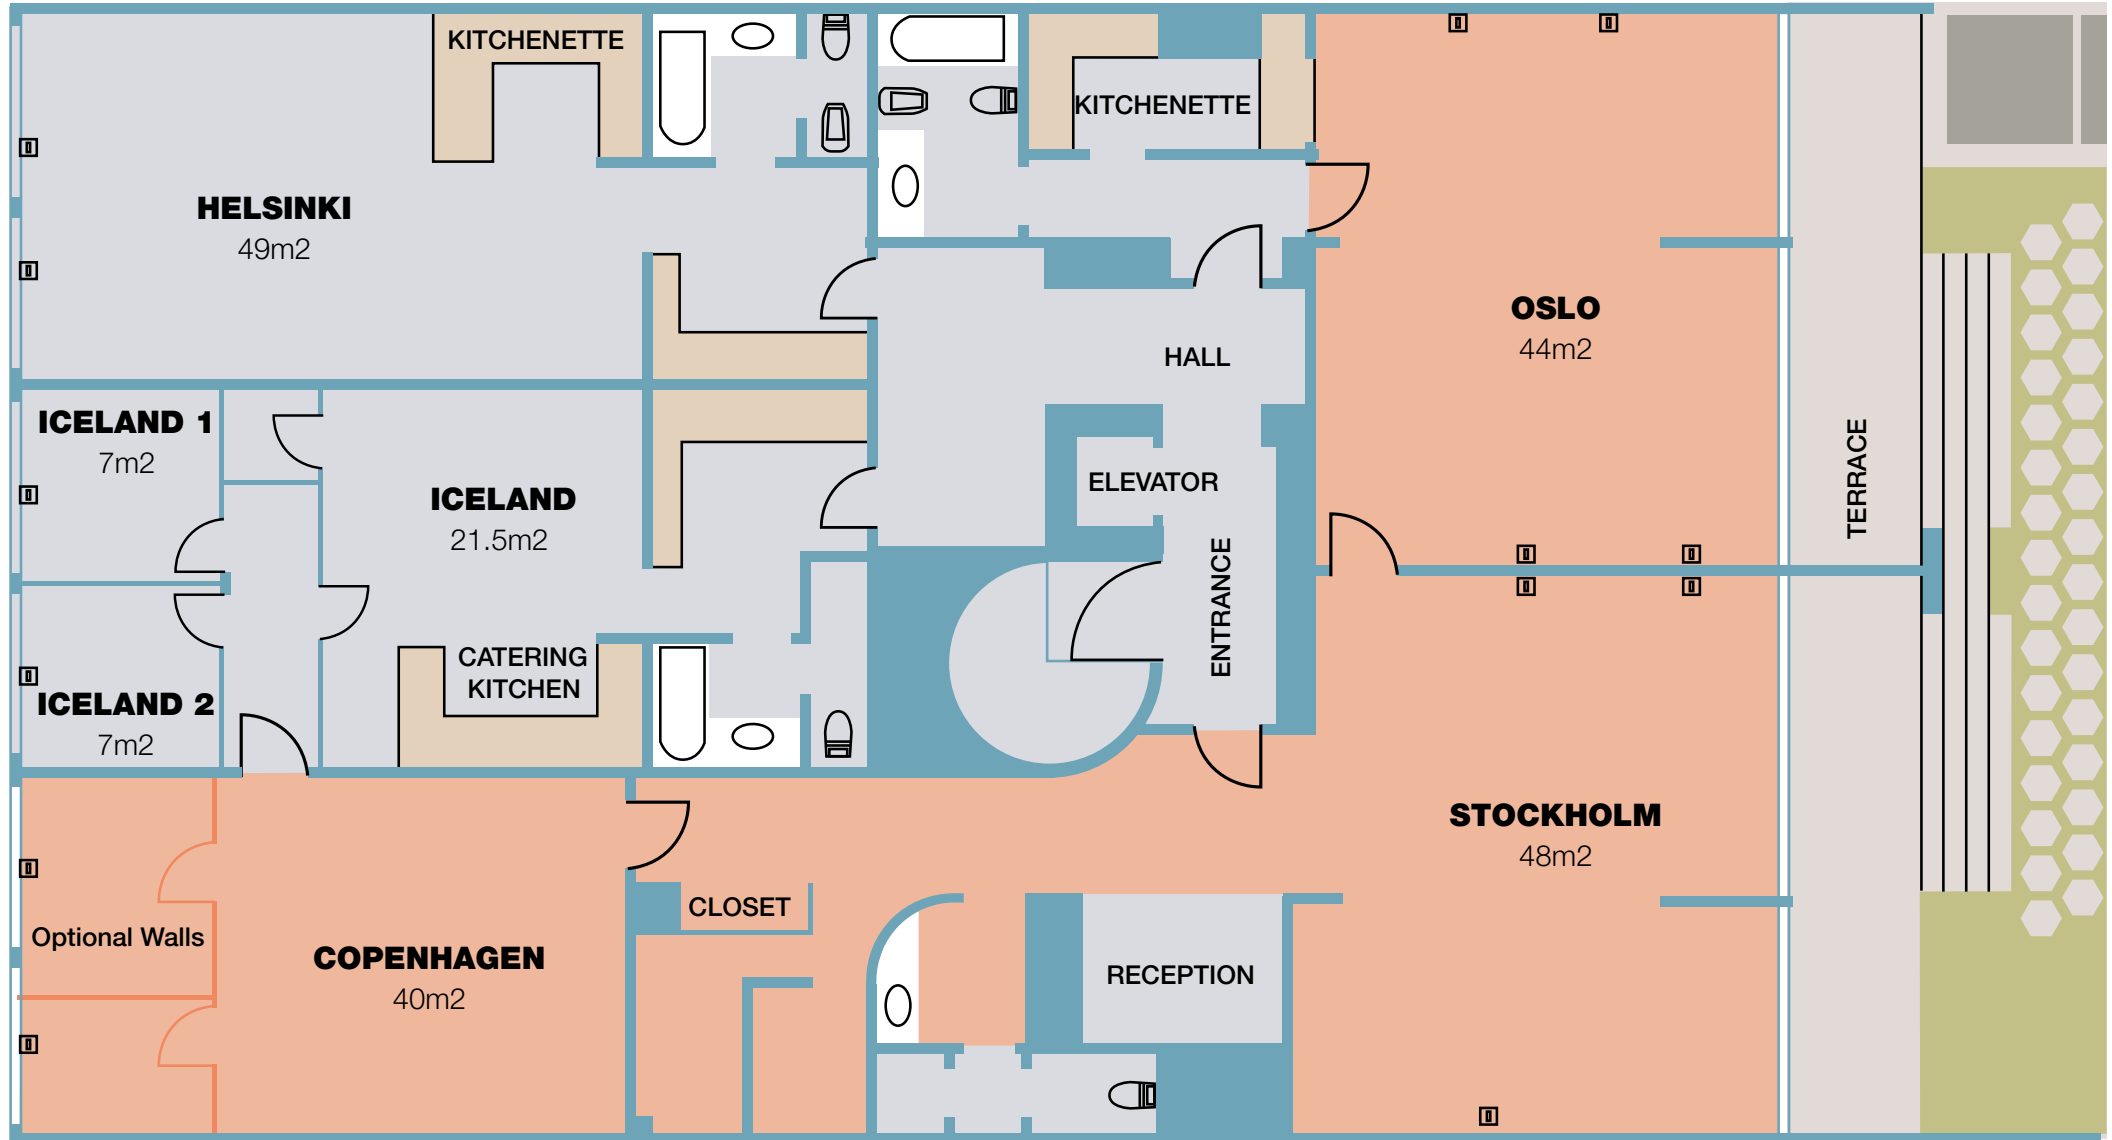 KITCHENETTE
KITCHENETTE
HELSINKI
49m2
OSLO
44m2
HALL
ICELAND 1
7m2
ICELAND
21.5m2
ELEVATOR
TERRACE
ENTRANCE
CATERING
KITCHEN
ICELAND 2
7m2
STOCKHOLM
48m2
CLOSET
Optional Walls
COPENHAGEN
40m2
RECEPTION